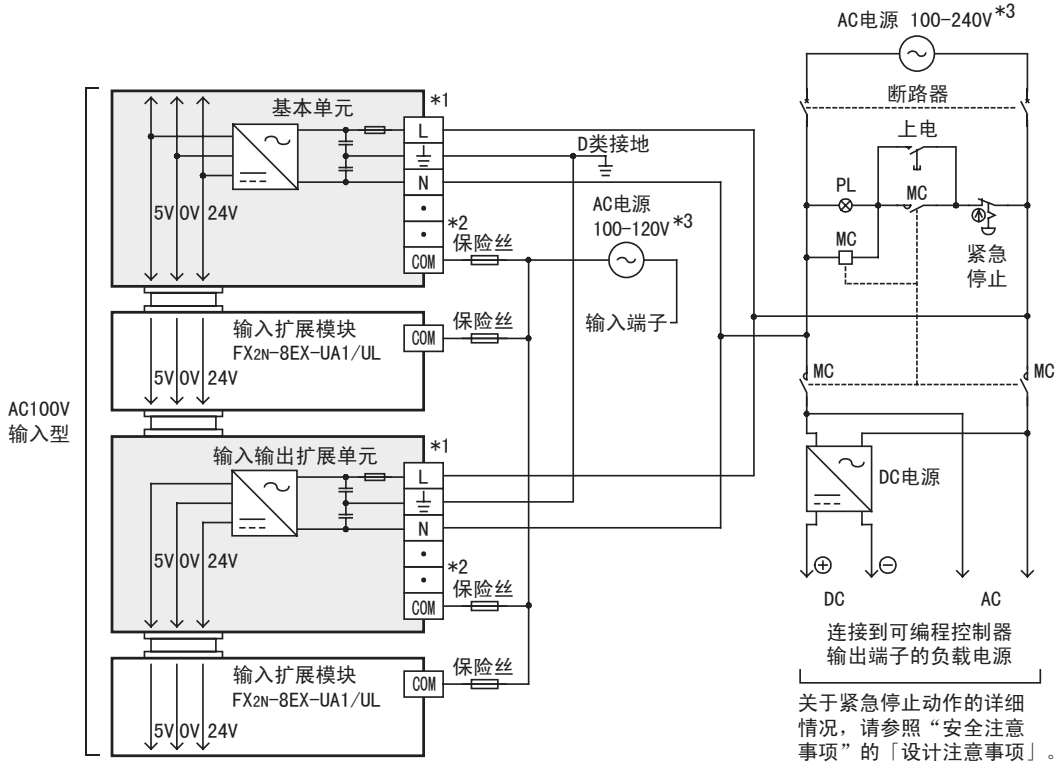 AC电源 100-240V*3
断路器
上电
PL
MC
MC
紧急
停止
MC
MC
DC电源
DC
AC
连接到可编程控制器
输出端子的负载电源
关于紧急停止动作的详细
情况，请参照“安全注意
事项”的「设计注意事项」。
AC100V
输入型
基本单元
*1
L
N
*2
COM
5V 0V 24V
D类接地
AC电源
100-120V*3
保险丝
输入端子
输入扩展模块
FX2N-8EX-UA1/UL
COM
保险丝
5V 0V 24V
输入输出扩展单元
*1
L
N
*2
COM
保险丝
5V 0V 24V
输入扩展模块
FX2N-8EX-UA1/UL
COM
保险丝
5V 0V 24V